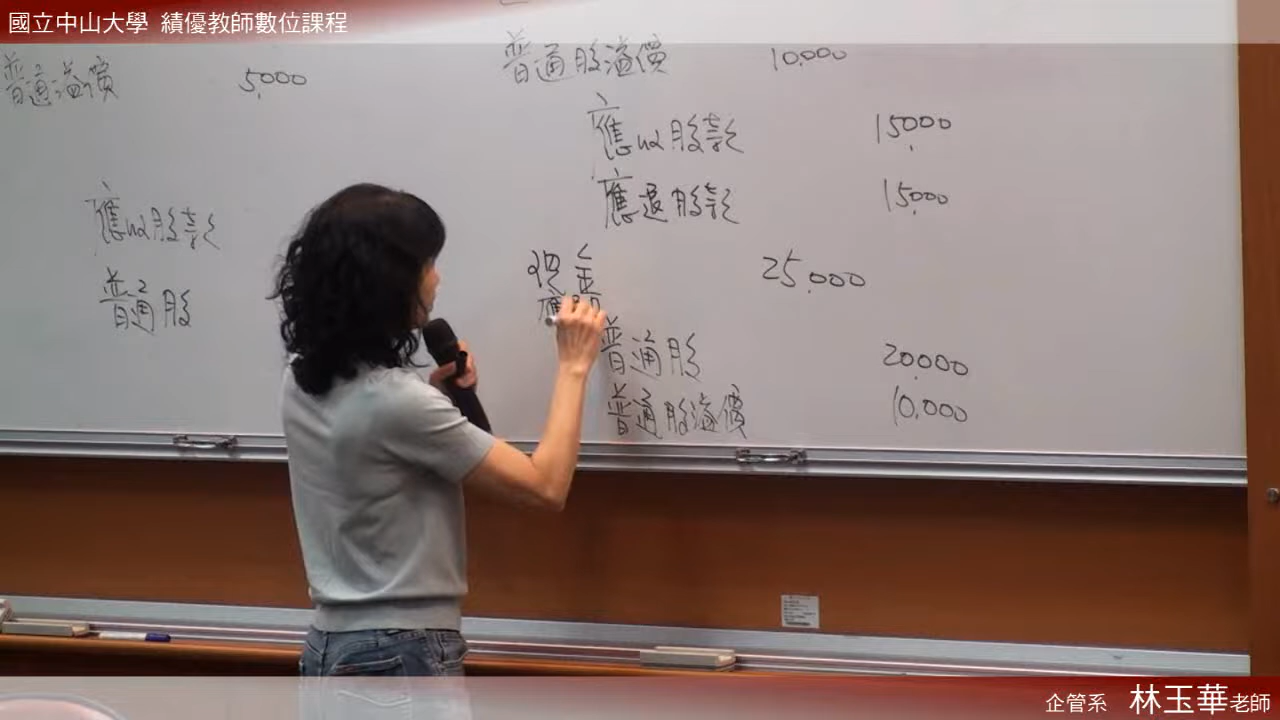 國立中山大學 績優教師數位課程
普通溢價 5,000
應收股款
普通股
普通股溢價 10,000
應收股款 15,000
應退股款 15,000
現金 25,000
應
普通股 20,000
普通股溢價 10,000
企管系 林玉華老師